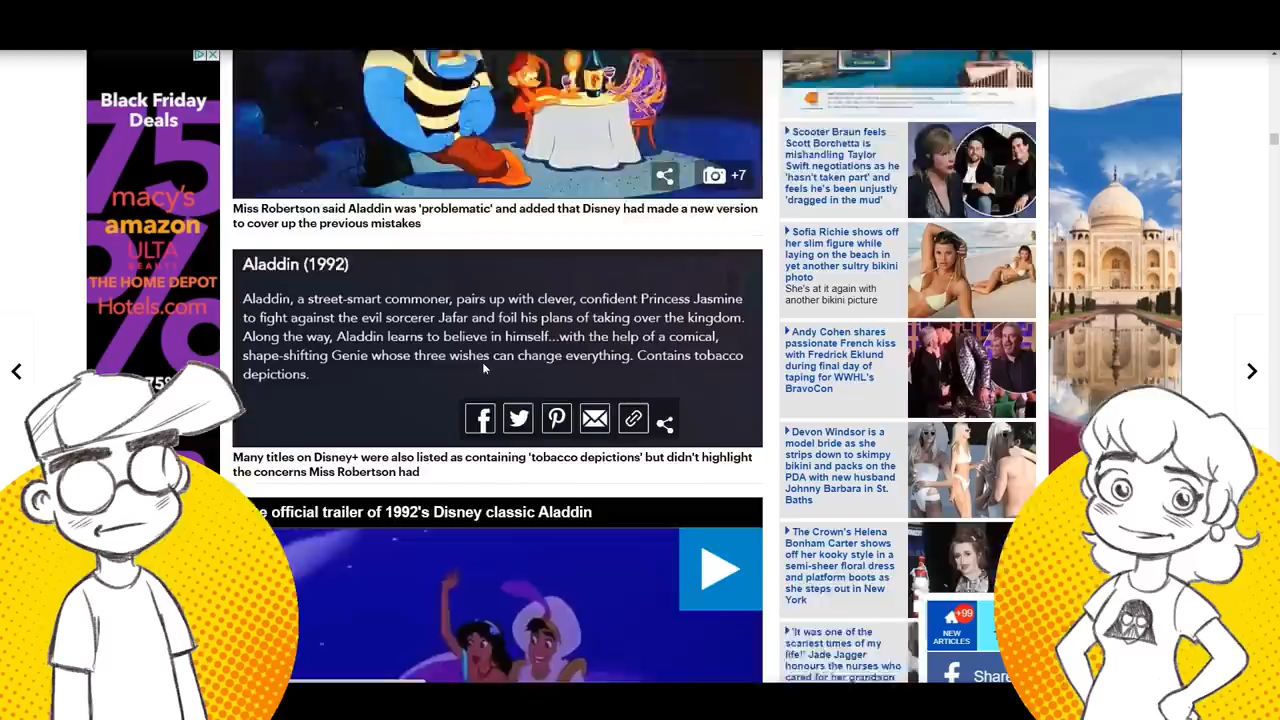 Black Friday
Deals
75
macy's
amazon
ULTA
BEAUTY
THE HOME DEPOT
Hotels.com
75%
+7
Miss Robertson said Aladdin was 'problematic' and added that Disney had made a new version
to cover up the previous mistakes
Aladdin (1992)
Aladdin, a street-smart commoner, pairs up with clever, confident Princess Jasmine
to fight against the evil sorcerer Jafar and foil his plans of taking over the kingdom.
Along the way, Aladdin learns to believe in himself...with the help of a comical,
shape-shifting Genie whose three wishes can change everything. Contains tobacco
depictions.
Many titles on Disney+ were also listed as containing 'tobacco depictions' but didn't highlight
the concerns Miss Robertson had
official trailer of 1992's Disney classic Aladdin
Scooter Braun feels
Scott Borchetta is
mishandling Taylor
Swift negotiations as he
'hasn't taken part' and
feels he's been unjustly
'dragged in the mud'
Sofia Richie shows off
her slim figure while
laying on the beach in
yet another sultry bikini
photo
She's at it again with
another bikini picture
Andy Cohen shares
passionate French kiss
with Fredrick Eklund
during final day of
taping for WWHL's
BravoCon
Devon Windsor is a
model bride as she
strips down to skimpy
bikini and packs on the
PDA with new husband
Johnny Barbara in St.
Baths
The Crown's Helena
Bonham Carter shows
off her kooky style in a
semi-sheer floral dress
and platform boots as
she steps out in New
York
'It was one of the
scariest times of my
life!' Jade Jagger
honours the nurses who
cared for her grandson
+99
NEW
ARTICLES
Share